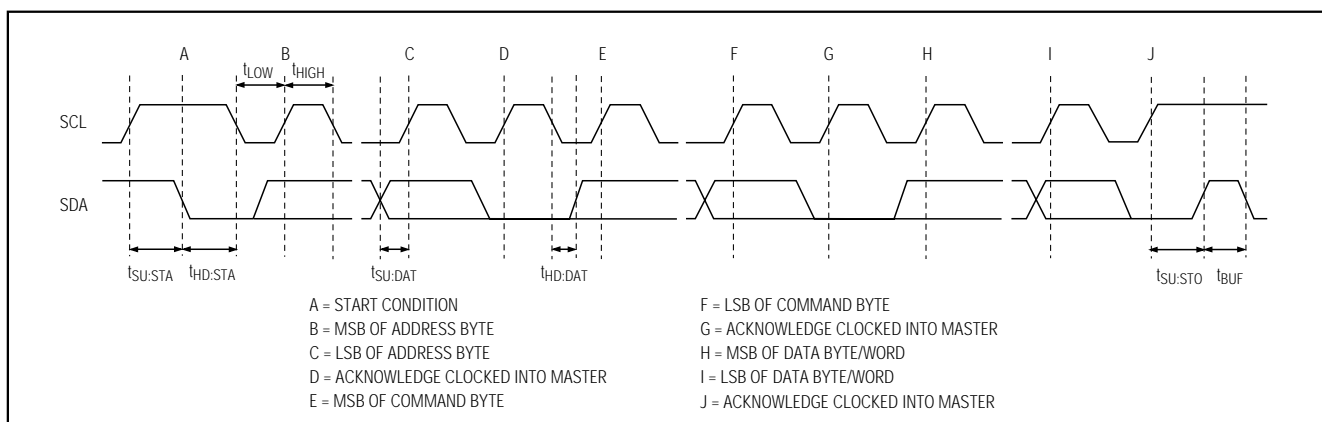 A B C D E F G H I J
tLOW tHIGH
SCL
SDA
tSU:STA tHD:STA tSU:DAT tHD:DAT tSU:STO tBUF
A = START CONDITION
B = MSB OF ADDRESS BYTE
C = LSB OF ADDRESS BYTE
D = ACKNOWLEDGE CLOCKED INTO MASTER
E = MSB OF COMMAND BYTE
F = LSB OF COMMAND BYTE
G = ACKNOWLEDGE CLOCKED INTO MASTER
H = MSB OF DATA BYTE/WORD
I = LSB OF DATA BYTE/WORD
J = ACKNOWLEDGE CLOCKED INTO MASTER